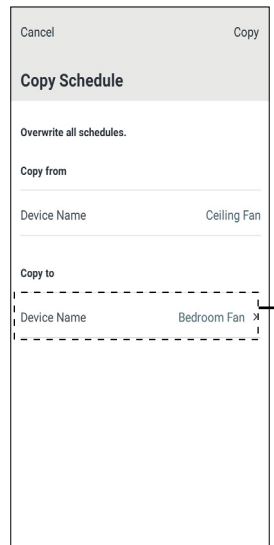 Cancel Copy
Copy Schedule
Overwrite all schedules.
Copy from
Device Name Ceiling Fan
Copy to
Device Name Bedroom Fan >